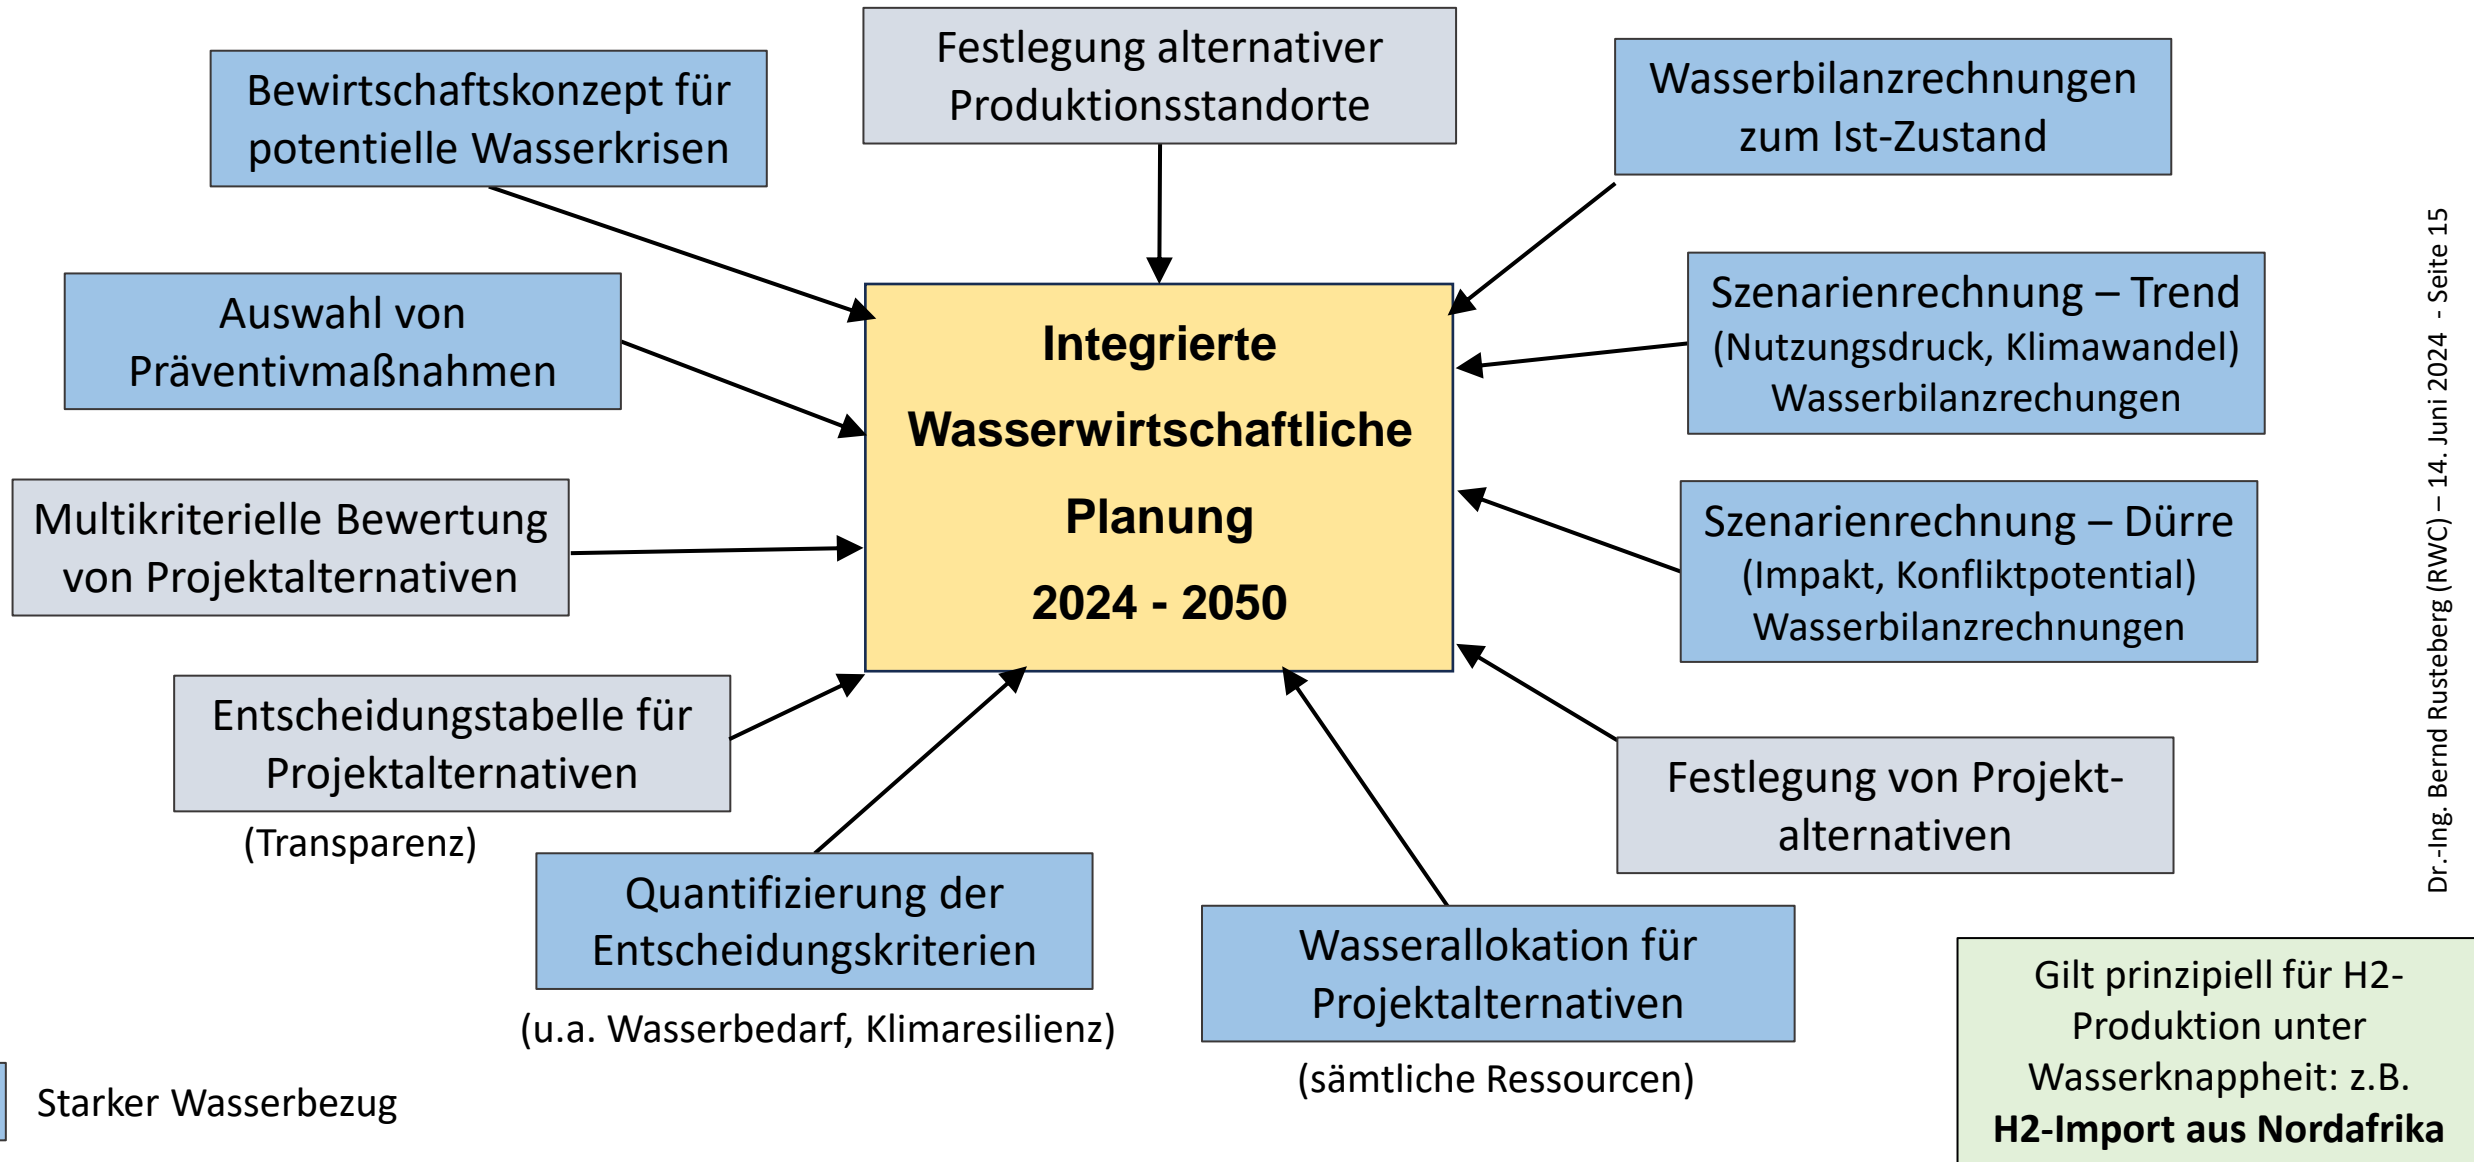 Festlegung alternativer
Produktionsstandorte
Bewirtschaftskonzept für
potentielle Wasserkrisen
Wasserbilanzrechnungen
zum Ist-Zustand
Auswahl von
Präventivmaßnahmen
Szenarienrechnung – Trend
(Nutzungsdruck, Klimawandel)
Wasserbilanzrechungen
Integrierte
Wasserwirtschaftliche
Planung
2024 - 2050
Multikriterielle Bewertung
von Projektalternativen
Szenarienrechnung – Dürre
(Impakt, Konfliktpotential)
Wasserbilanzrechnungen
Entscheidungstabelle für
Projektalternativen
(Transparenz)
Festlegung von Projekt-
alternativen
Quantifizierung der
Entscheidungskriterien
(u.a. Wasserbedarf, Klimaresilienz)
Wasserallokation für
Projektalternativen
(sämtliche Ressourcen)
Gilt prinzipiell für H2-
Produktion unter
Wasserknappheit: z.B.
H2-Import aus Nordafrika
Starker Wasserbezug
Dr.-Ing. Bernd Rusteberg (RWC) – 14. Juni 2024 - Seite 15